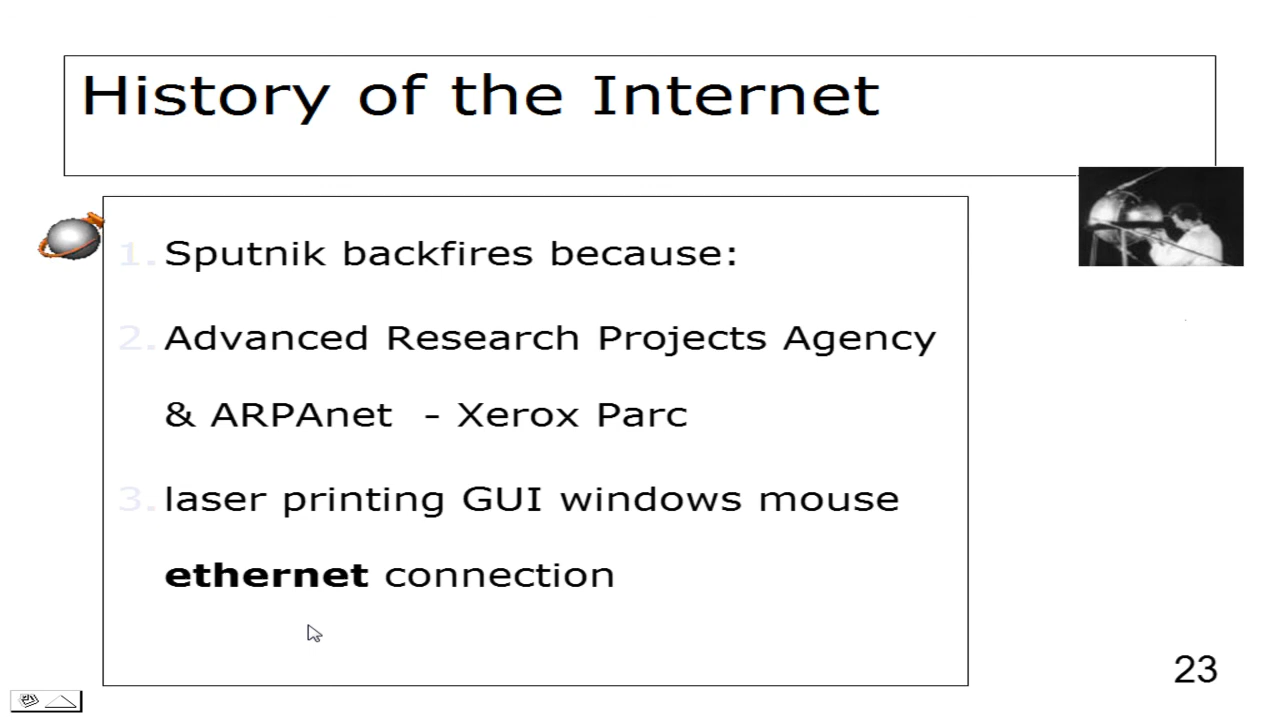 History of the Internet
1. Sputnik backfires because:
2. Advanced Research Projects Agency
& ARPAnet - Xerox Parc
3. laser printing GUI windows mouse
ethernet connection
23